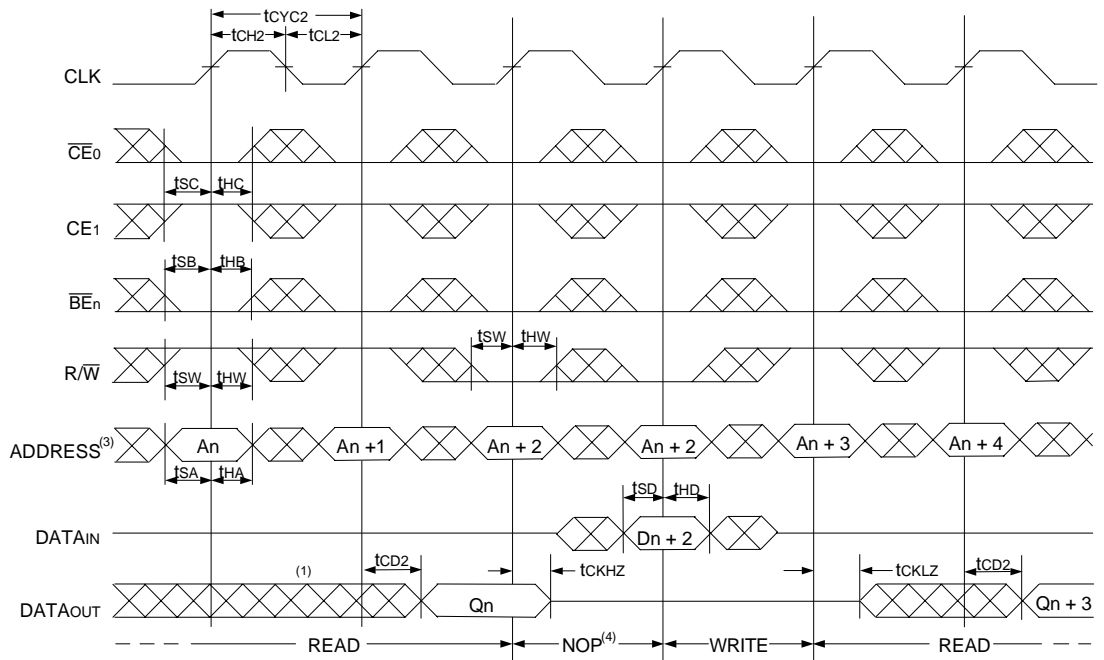 tCYC2
tCH2 tCL2
CLK
CE0
tSC tHC
CE1
tSB tHB
BEn
tSW tHW
R/W
tSW tHW
ADDRESS(3) An An +1 An + 2 An + 2 An + 3 An + 4
tSA tHA
tSD tHD
DATAIN Dn + 2
tCD2 tCKHZ tCKLZ tCD2
(1)
DATAOUT Qn Qn + 3
READ NOP(4) WRITE READ